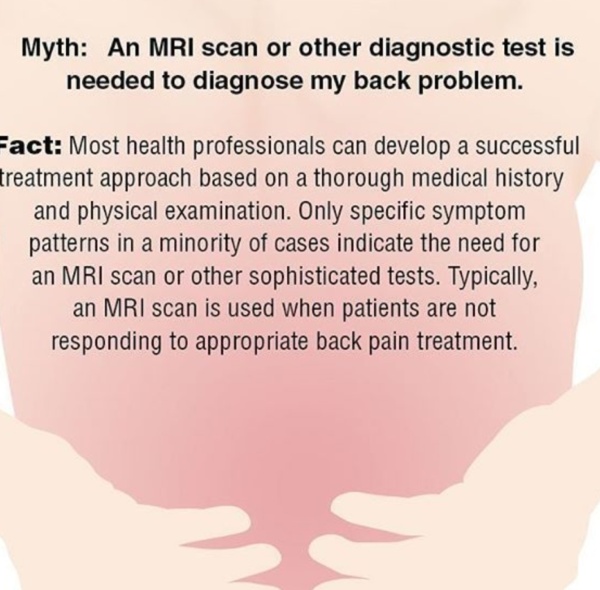 Myth: An MRI scan or other diagnostic test is
needed to diagnose my back problem.
Fact: Most health professionals can develop a successful
treatment approach based on a thorough medical history
and physical examination. Only specific symptom
patterns in a minority of cases indicate the need for
an MRI scan or other sophisticated tests. Typically,
an MRI scan is used when patients are not
responding to appropriate back pain treatment.